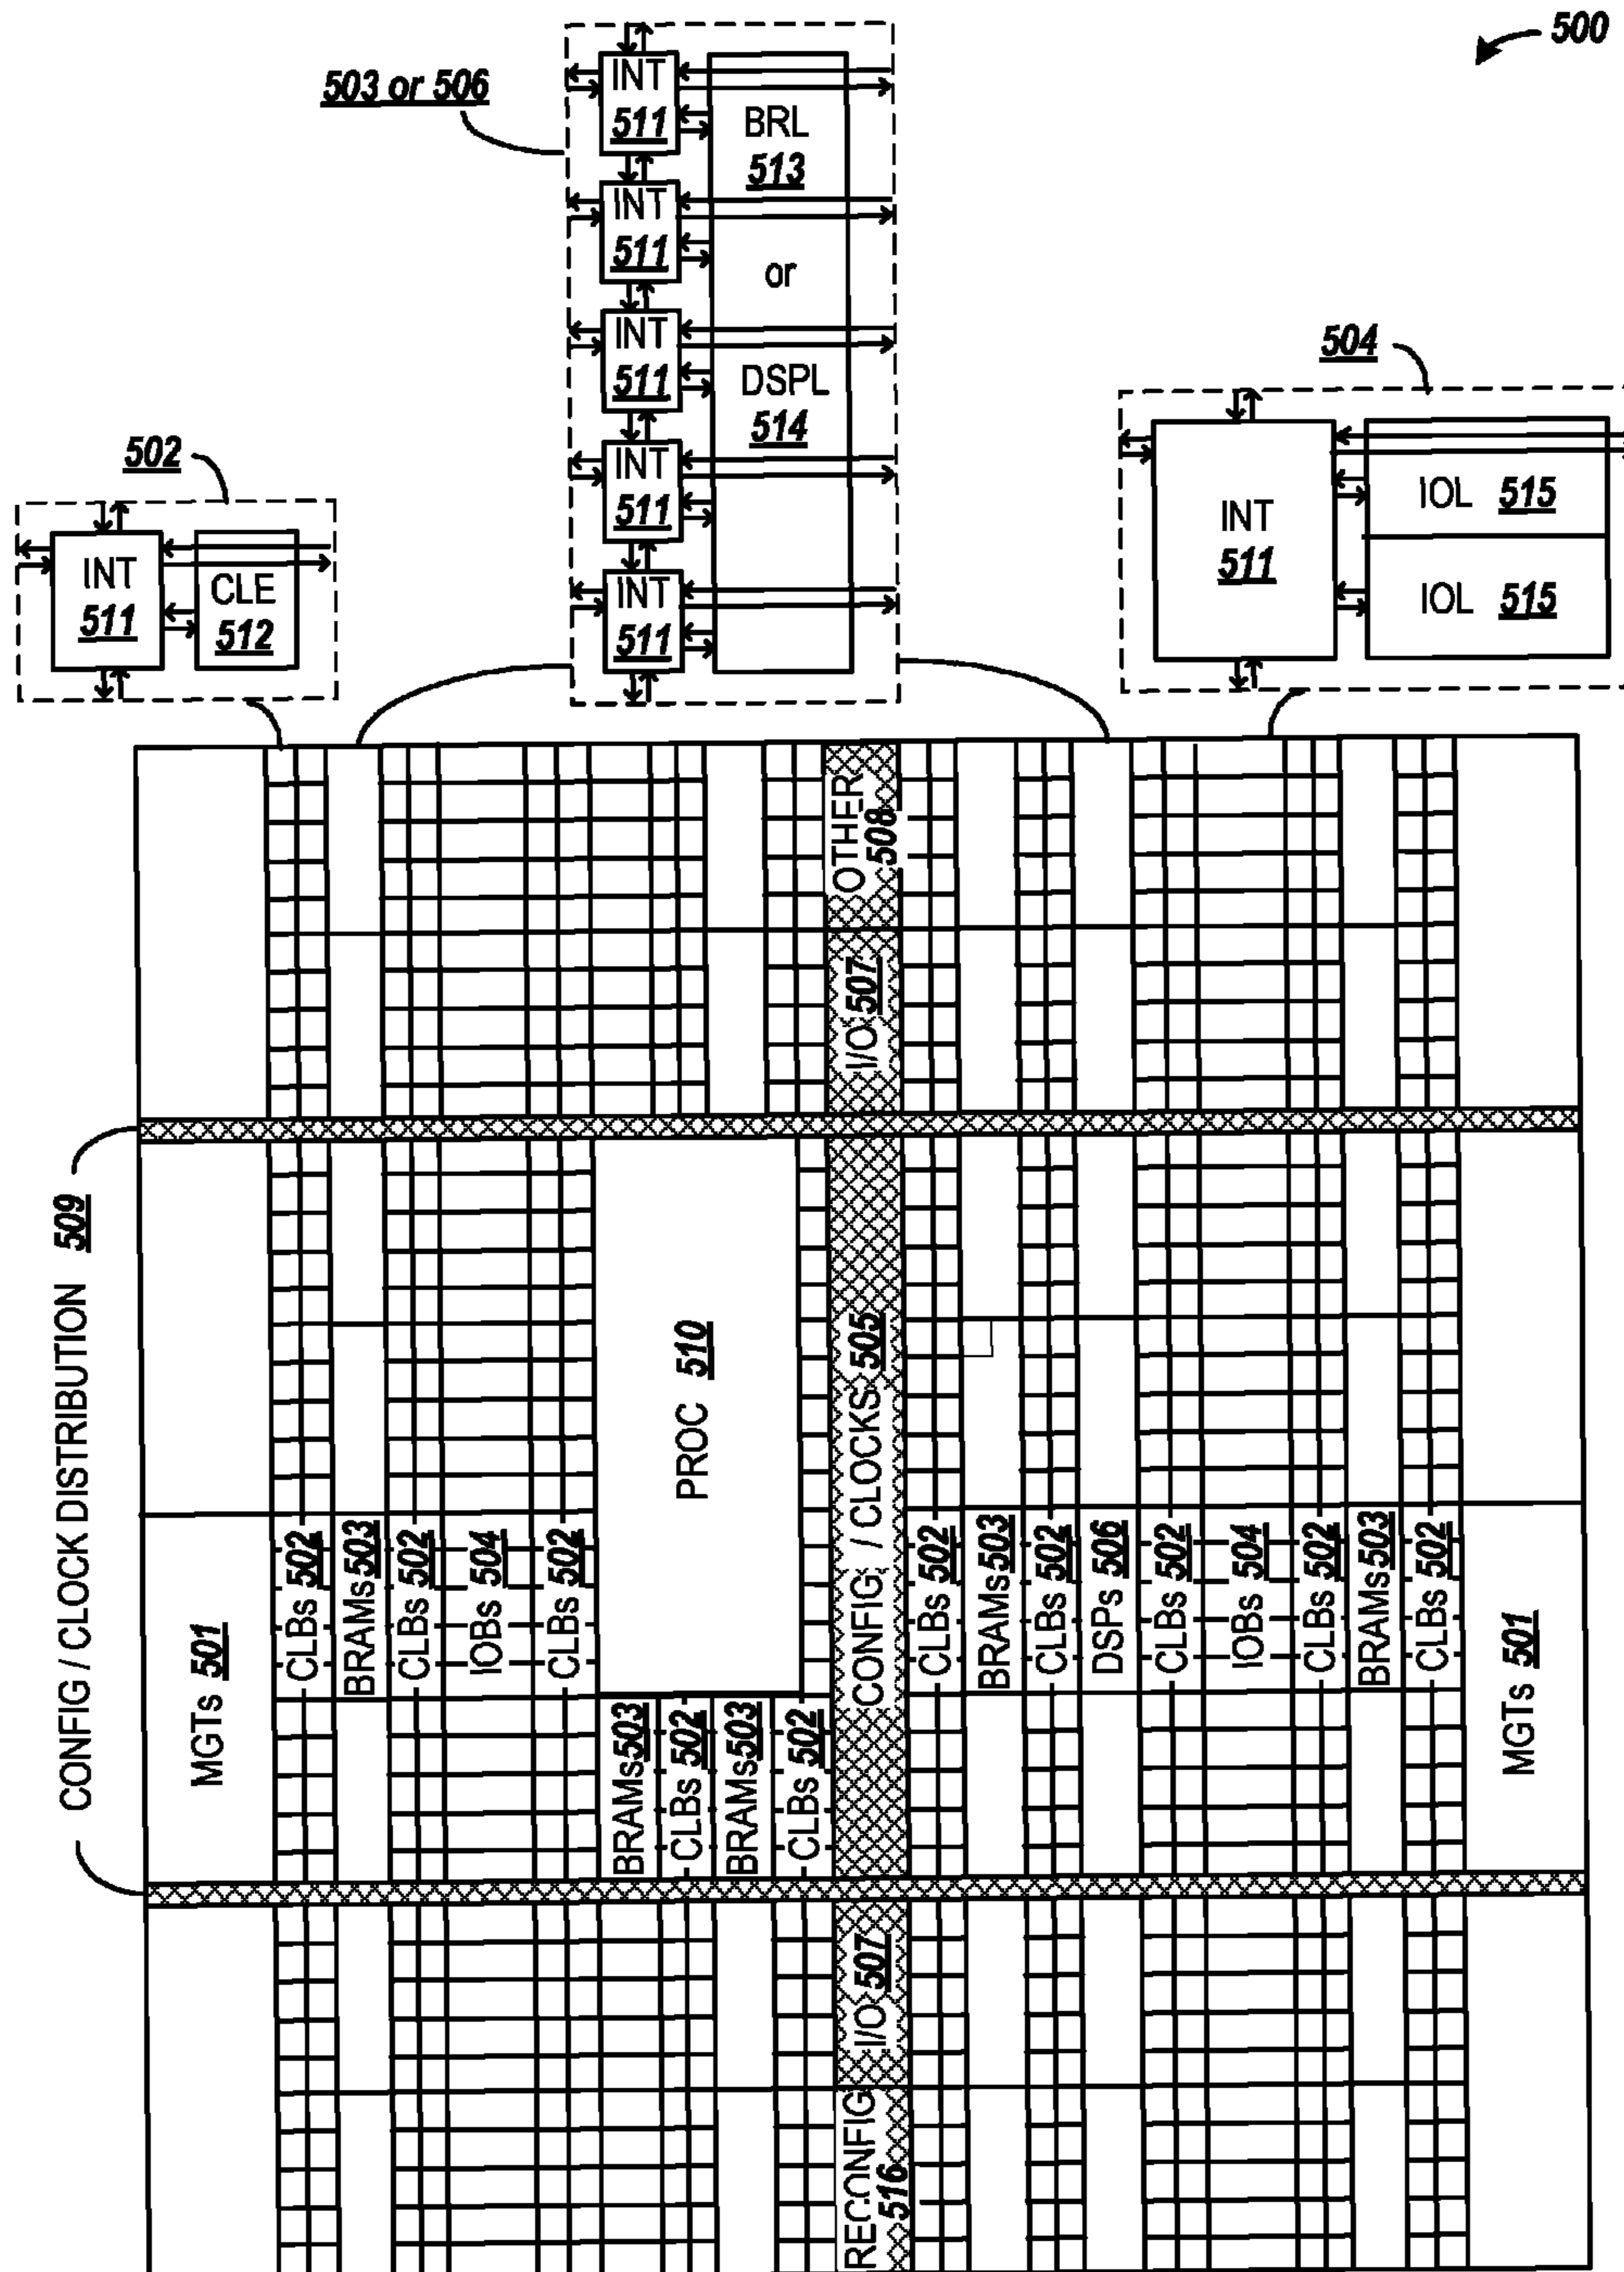 500
503 or 506
INT
511
INT
511
INT
511
INT
511
INT
511
BRL
513
or
DSPL
514
504
INT
511
IOL 515
IOL 515
502
INT
511
CLE
512
OTHER
508
I/O 507
CONFIG / CLOCK DISTRIBUTION 509
PROC 510
CONFIG / CLOCKS 505
MGTs 501
CLBs 502
BRAMs 503
CLBs 502
IOBs 504
CLBs 502
BRAMs 503
CLBs 502
BRAMs 503
CLBs 502
CLBs 502
BRAMs 503
CLBs 502
DSPs 506
CLBs 502
IOBs 504
CLBs 502
BRAMs 503
CLBs 502
MGTs 501
I/O 507
RECONFIG
516